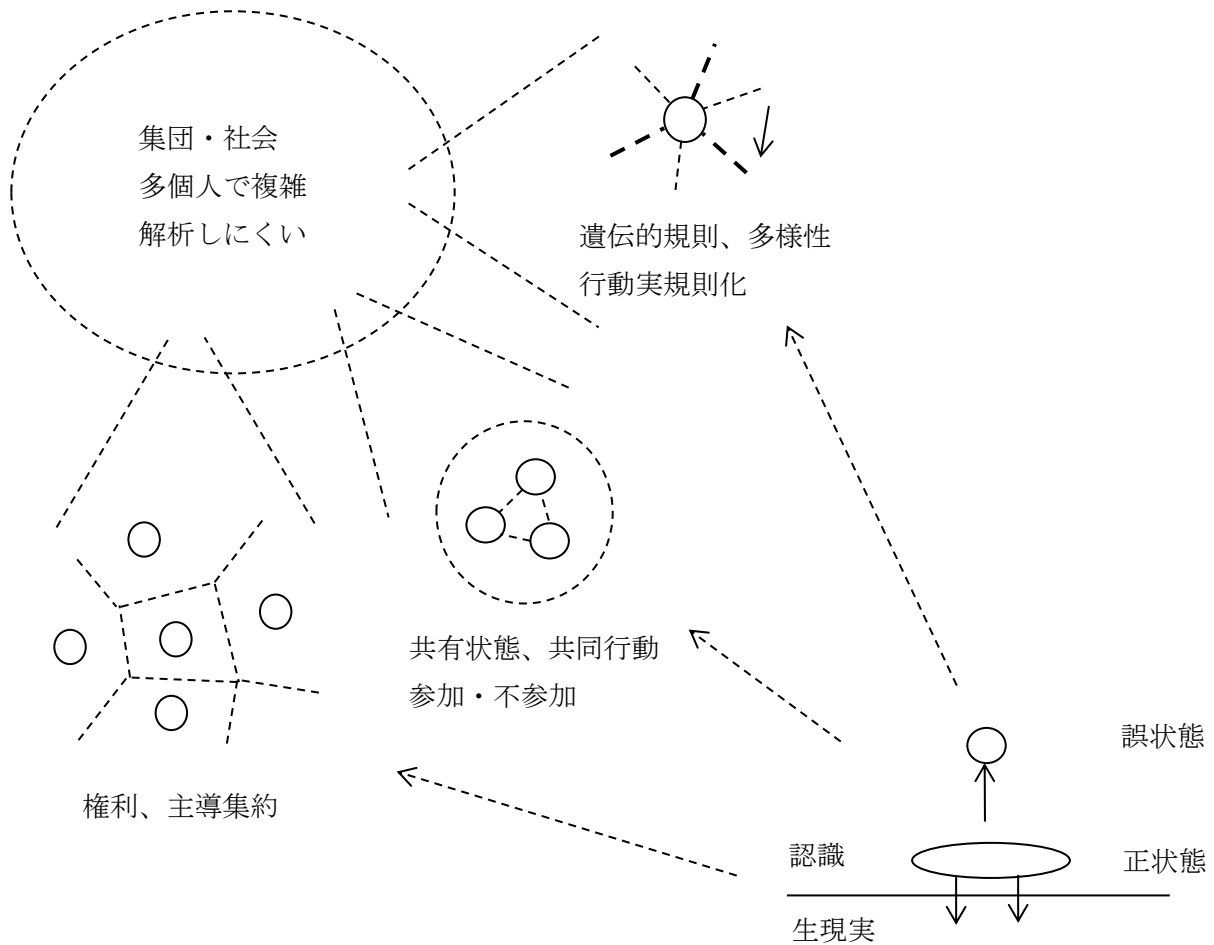 集団・社会
多個人で複雑
解析しにくい
遺伝的規則、多様性
行動実規則化
共有状態、共同行動
参加・不参加
権利、主導集約
誤状態
認識
正状態
生現実